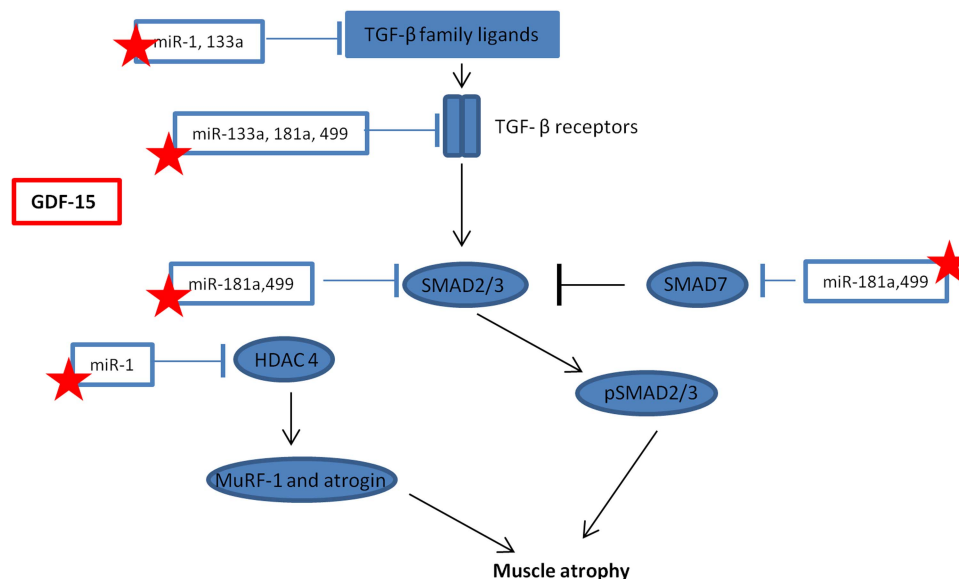 miR-1, 133a
TGF-β family ligands
miR-133a, 181a, 499
TGF- β receptors
GDF-15
miR-181a,499
SMAD2/3
SMAD7
miR-181a,499
miR-1
HDAC 4
pSMAD2/3
MuRF-1 and atrogin
Muscle atrophy